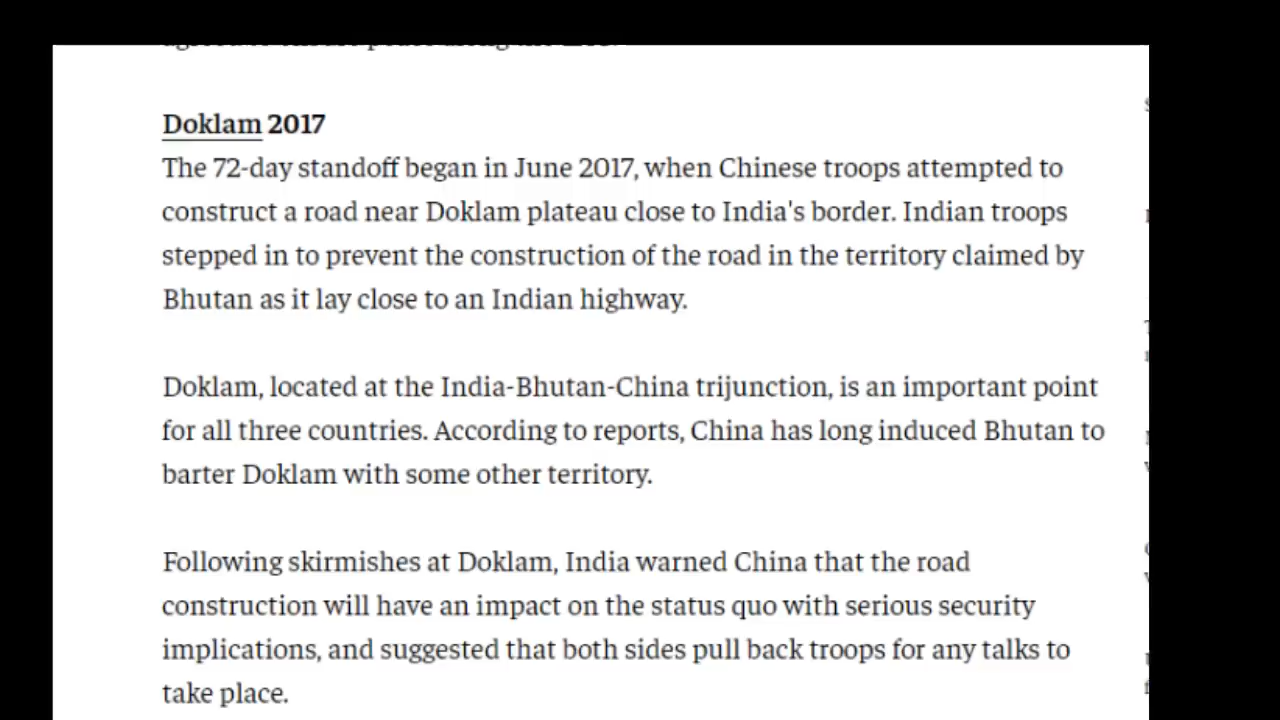 Doklam 2017
The 72-day standoff began in June 2017, when Chinese troops attempted to
construct a road near Doklam plateau close to India's border. Indian troops
stepped in to prevent the construction of the road in the territory claimed by
Bhutan as it lay close to an Indian highway.
Doklam, located at the India-Bhutan-China trijunction, is an important point
for all three countries. According to reports, China has long induced Bhutan to
barter Doklam with some other territory.
Following skirmishes at Doklam, India warned China that the road
construction will have an impact on the status quo with serious security
implications, and suggested that both sides pull back troops for any talks to
take place.